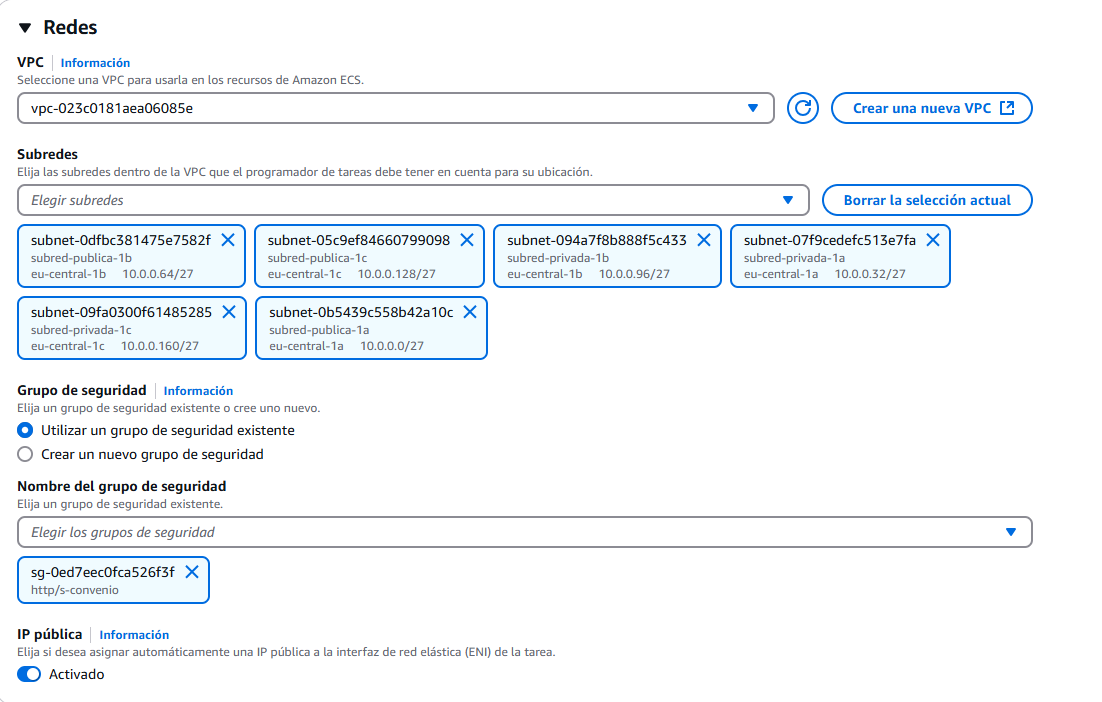 Redes
VPC Información
Seleccione una VPC para usarla en los recursos de Amazon ECS.
vpc-023c0181aea06085e
Crear una nueva VPC
Subredes
Elija las subredes dentro de la VPC que el programador de tareas debe tener en cuenta para su ubicación.
Elegir subredes
Borrar la selección actual
subnet-0dfbc381475e7582f
subred-publica-1b
eu-central-1b 10.0.0.64/27
subnet-05c9ef84660799098
subred-publica-1c
eu-central-1c 10.0.0.128/27
subnet-094a7f8b888f5c433
subred-privada-1b
eu-central-1b 10.0.0.96/27
subnet-07f9cedefc513e7fa
subred-privada-1a
eu-central-1a 10.0.0.32/27
subnet-09fa0300f61485285
subred-privada-1c
eu-central-1c 10.0.0.160/27
subnet-0b5439c558b42a10c
subred-publica-1a
eu-central-1a 10.0.0.0/27
Grupo de seguridad Información
Elija un grupo de seguridad existente o cree uno nuevo.
Utilizar un grupo de seguridad existente
Crear un nuevo grupo de seguridad
Nombre del grupo de seguridad
Elija un grupo de seguridad existente.
Elegir los grupos de seguridad
sg-0ed7eec0fca526f3f
http/s-convenio
IP pública Información
Elija si desea asignar automáticamente una IP pública a la interfaz de red elástica (ENI) de la tarea.
Activado